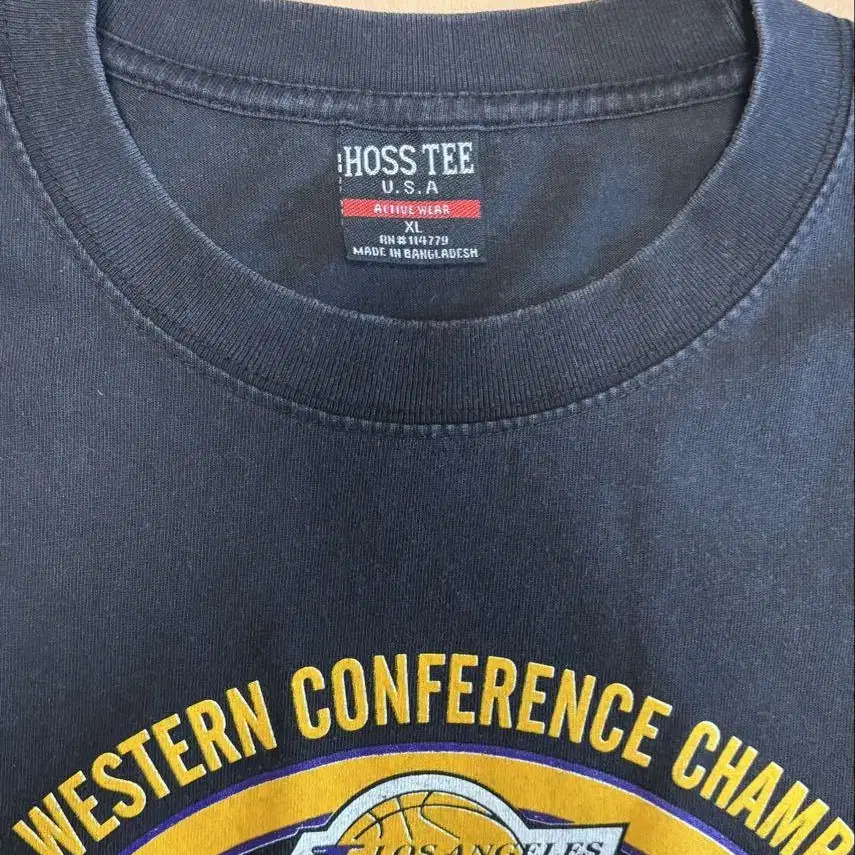 HOSS TEE
U.S.A
ACTIVE WEAR
XL
RN# 114779
MADE IN BANGLADESH
WESTERN CONFERENCE CHAMP
LOS ANGELES